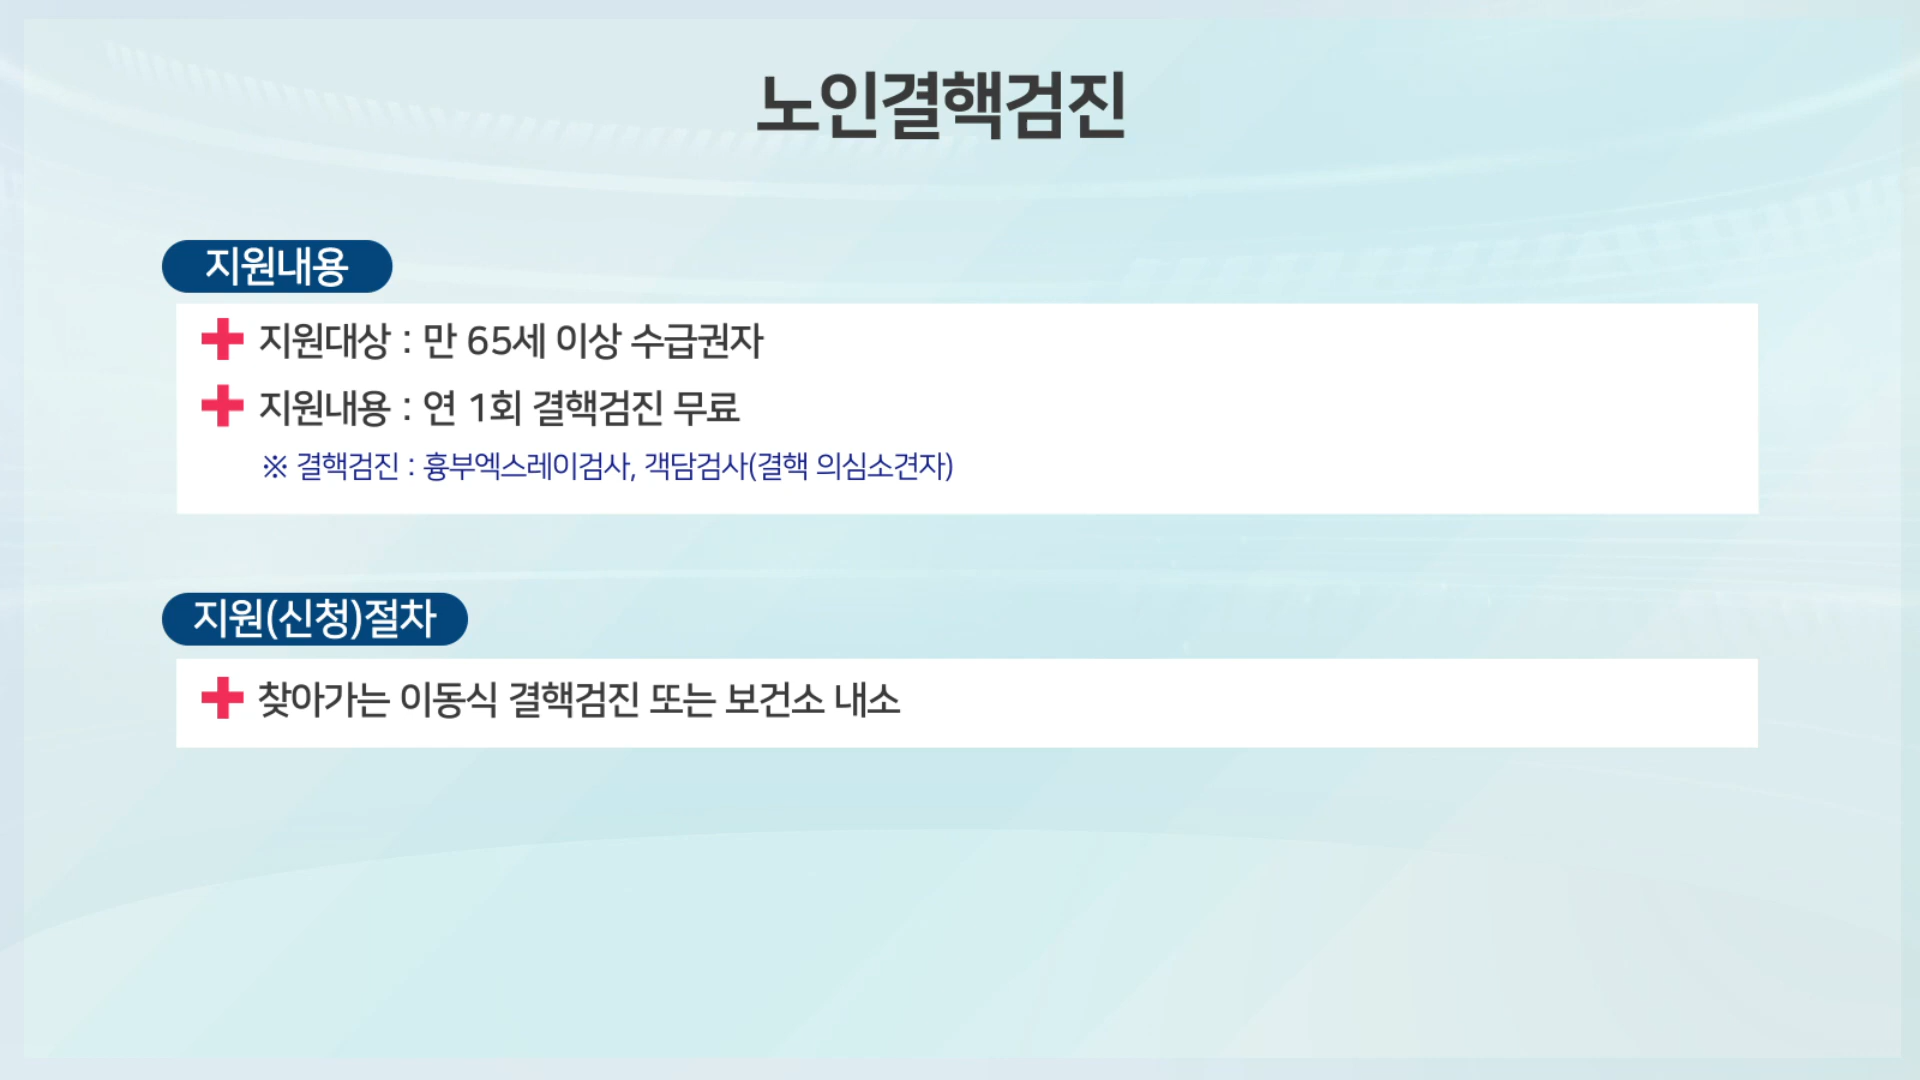 노인결핵검진
지원내용
지원대상 : 만 65세 이상 수급권자
지원내용 : 연 1회 결핵검진 무료
※ 결핵검진 : 흉부엑스레이검사, 객담검사(결핵 의심소견자)
지원(신청)절차
찾아가는 이동식 결핵검진 또는 보건소 내소